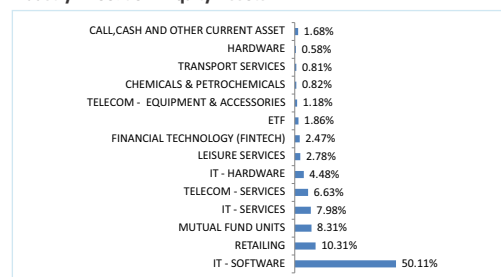 CALL,CASH AND OTHER CURRENT ASSET 1.68%
HARDWARE 0.58%
TRANSPORT SERVICES 0.81%
CHEMICALS & PETROCHEMICALS 0.82%
TELECOM - EQUIPMENT & ACCESSORIES 1.18%
ETF 1.86%
FINANCIAL TECHNOLOGY (FINTECH) 2.47%
LEISURE SERVICES 2.78%
IT - HARDWARE 4.48%
TELECOM - SERVICES 6.63%
IT - SERVICES 7.98%
MUTUAL FUND UNITS 8.31%
RETAILING 10.31%
IT - SOFTWARE 50.11%